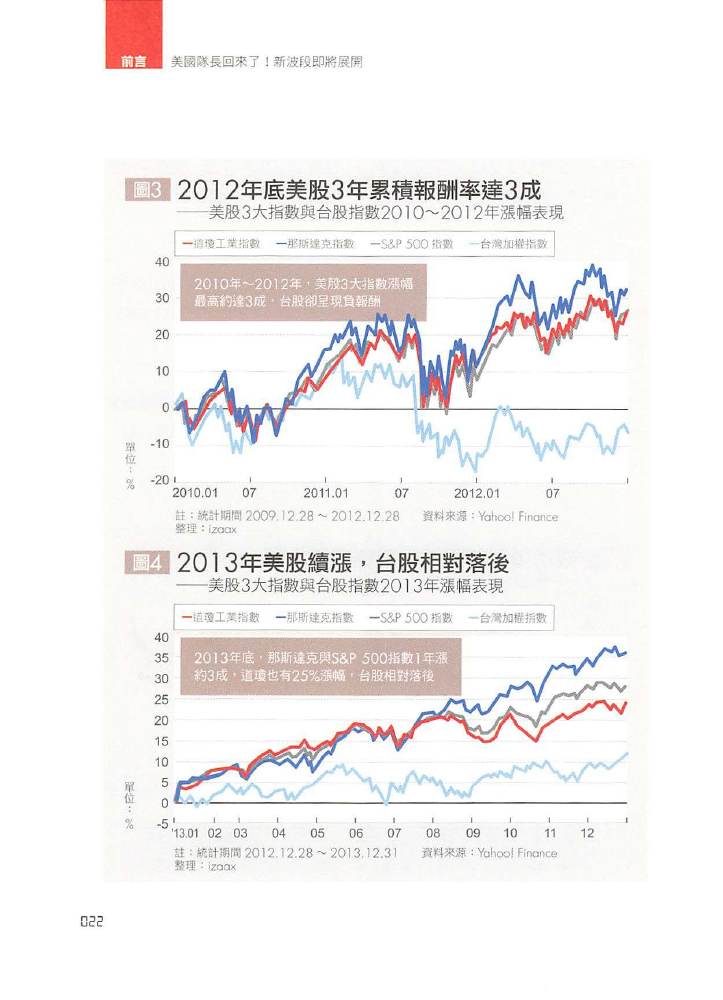 前言 美國隊長回來了！新波段即將展開
圖3 2012年底美股3年累積報酬率達3成
——美股3大指數與台股指數2010～2012年漲幅表現
道瓊工業指數 那斯達克指數 S&P 500 指數 台灣加權指數
2010年～2012年，美股3大指數漲幅
最高約達3成，台股卻呈現負報酬
40
30
20
10
0
-10
-20
單位：%
2010.01 07 2011.01 07 2012.01 07
註：統計期間 2009.12.28 ～ 2012.12.28 資料來源：Yahoo! Finance
整理：izaax
圖4 2013年美股續漲，台股相對落後
——美股3大指數與台股指數2013年漲幅表現
道瓊工業指數 那斯達克指數 S&P 500 指數 台灣加權指數
2013年底，那斯達克與S&P 500指數1年漲
約3成，道瓊也有25%漲幅，台股相對落後
40
35
30
25
20
15
10
5
0
-5
單位：%
'13.01 02 03 04 05 06 07 08 09 10 11 12
註：統計期間 2012.12.28 ～ 2013.12.31 資料來源：Yahoo! Finance
整理：izaax
022